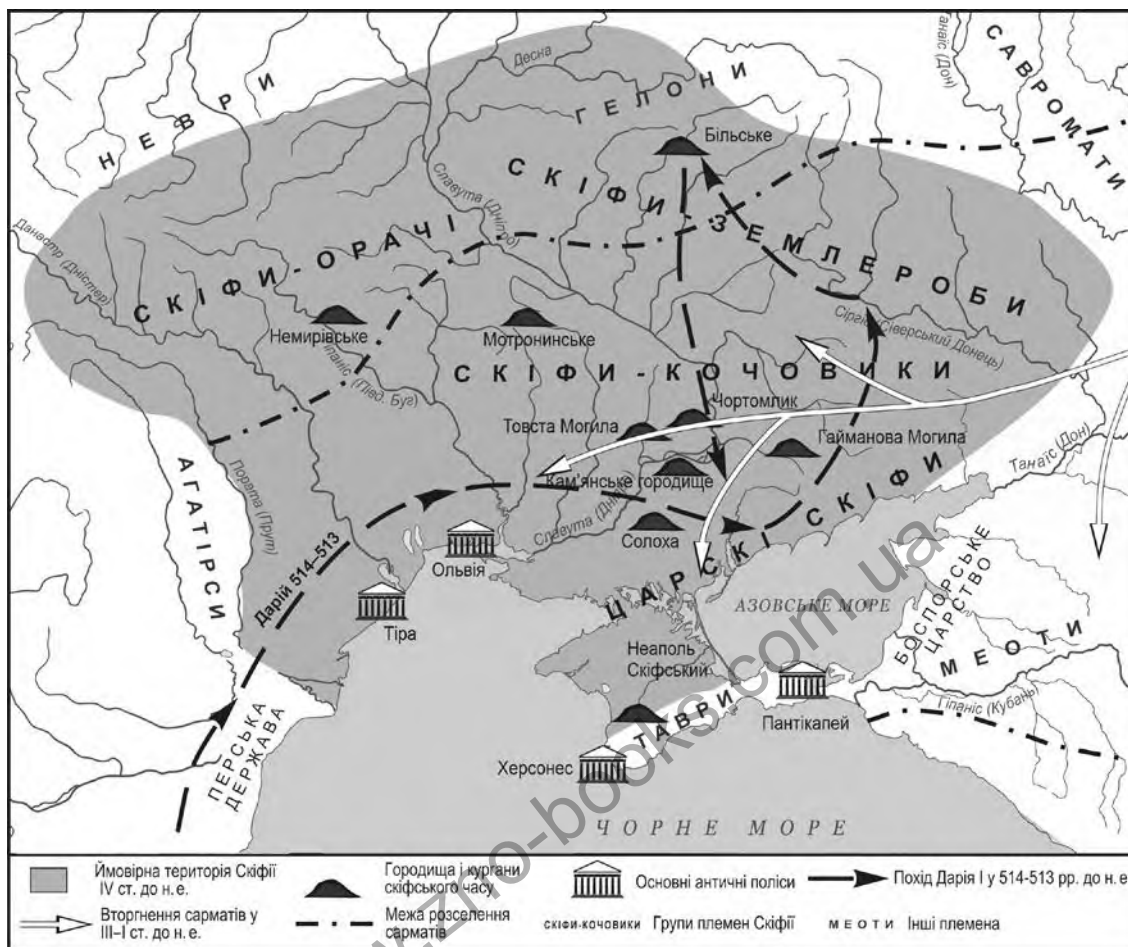 Десна
Танаїс (Дон)
САВРОМАТИ
НЕВРИ
ГЕЛОНИ
Більське
СКІФИ-ЗЕМЛЕРОБИ
Славута (Дніпро)
Данастр (Дністер)
СКІФИ-ОРАЧІ
Немирівське
Мотронинське
Гіпаніс (Півд. Буг)
Сіргіс (Сіверський Донець)
СКІФИ-КОЧОВИКИ
Чортомлик
Товста Могила
Гайманова Могила
Кам'янське городище
Танаїс (Дон)
АГАТІРСИ
Пората (Прут)
Славута (Дніпро)
Солоха
ЦАРСКІ СКІФИ
Ольвія
Дарій 514–513
Тіра
АЗОВСЬКЕ МОРЕ
БОСПОРСЬКЕ
ЦАРСТВО
МЕОТИ
Неаполь
Скіфський
ТАВРИ
Пантікапей
Гіпаніс (Кубань)
ПЕРСЬКА
ДЕРЖАВА
Херсонес
ЧОРНЕ МОРЕ
www.zno-books.com.ua
Ймовірна територія Скіфії
IV ст. до н. е.
Городища і кургани
скіфського часу
Основні античні поліси
Похід Дарія I у 514-513 рр. до н. е.
Вторгнення сарматів у
III–I ст. до н. е.
Межа розселення
сарматів
СКІФИ-КОЧОВИКИ Групи племен Скіфії
МЕОТИ Інші племена